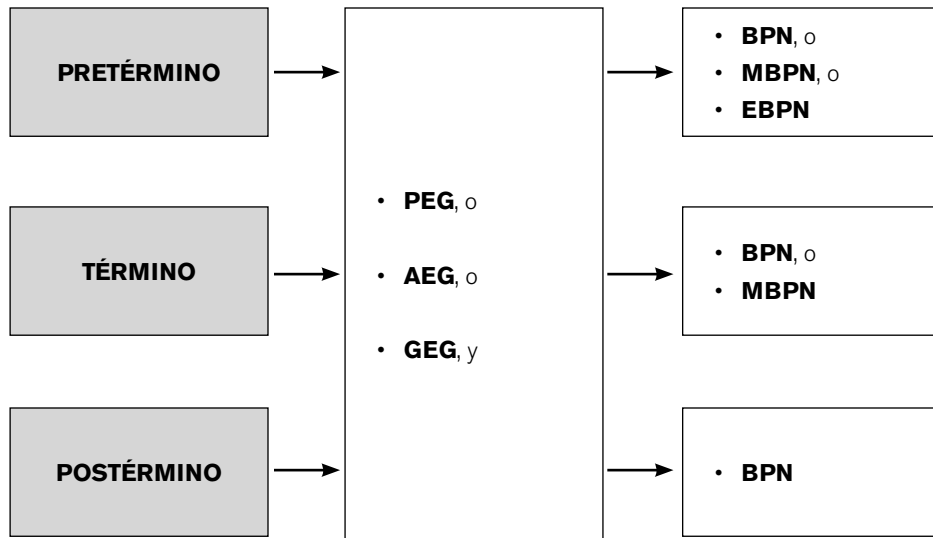 PRETÉRMINO
TÉRMINO
POSTÉRMINO
• PEG, o
• AEG, o
• GEG, y
• BPN, o
• MBPN, o
• EBPN
• BPN, o
• MBPN
• BPN